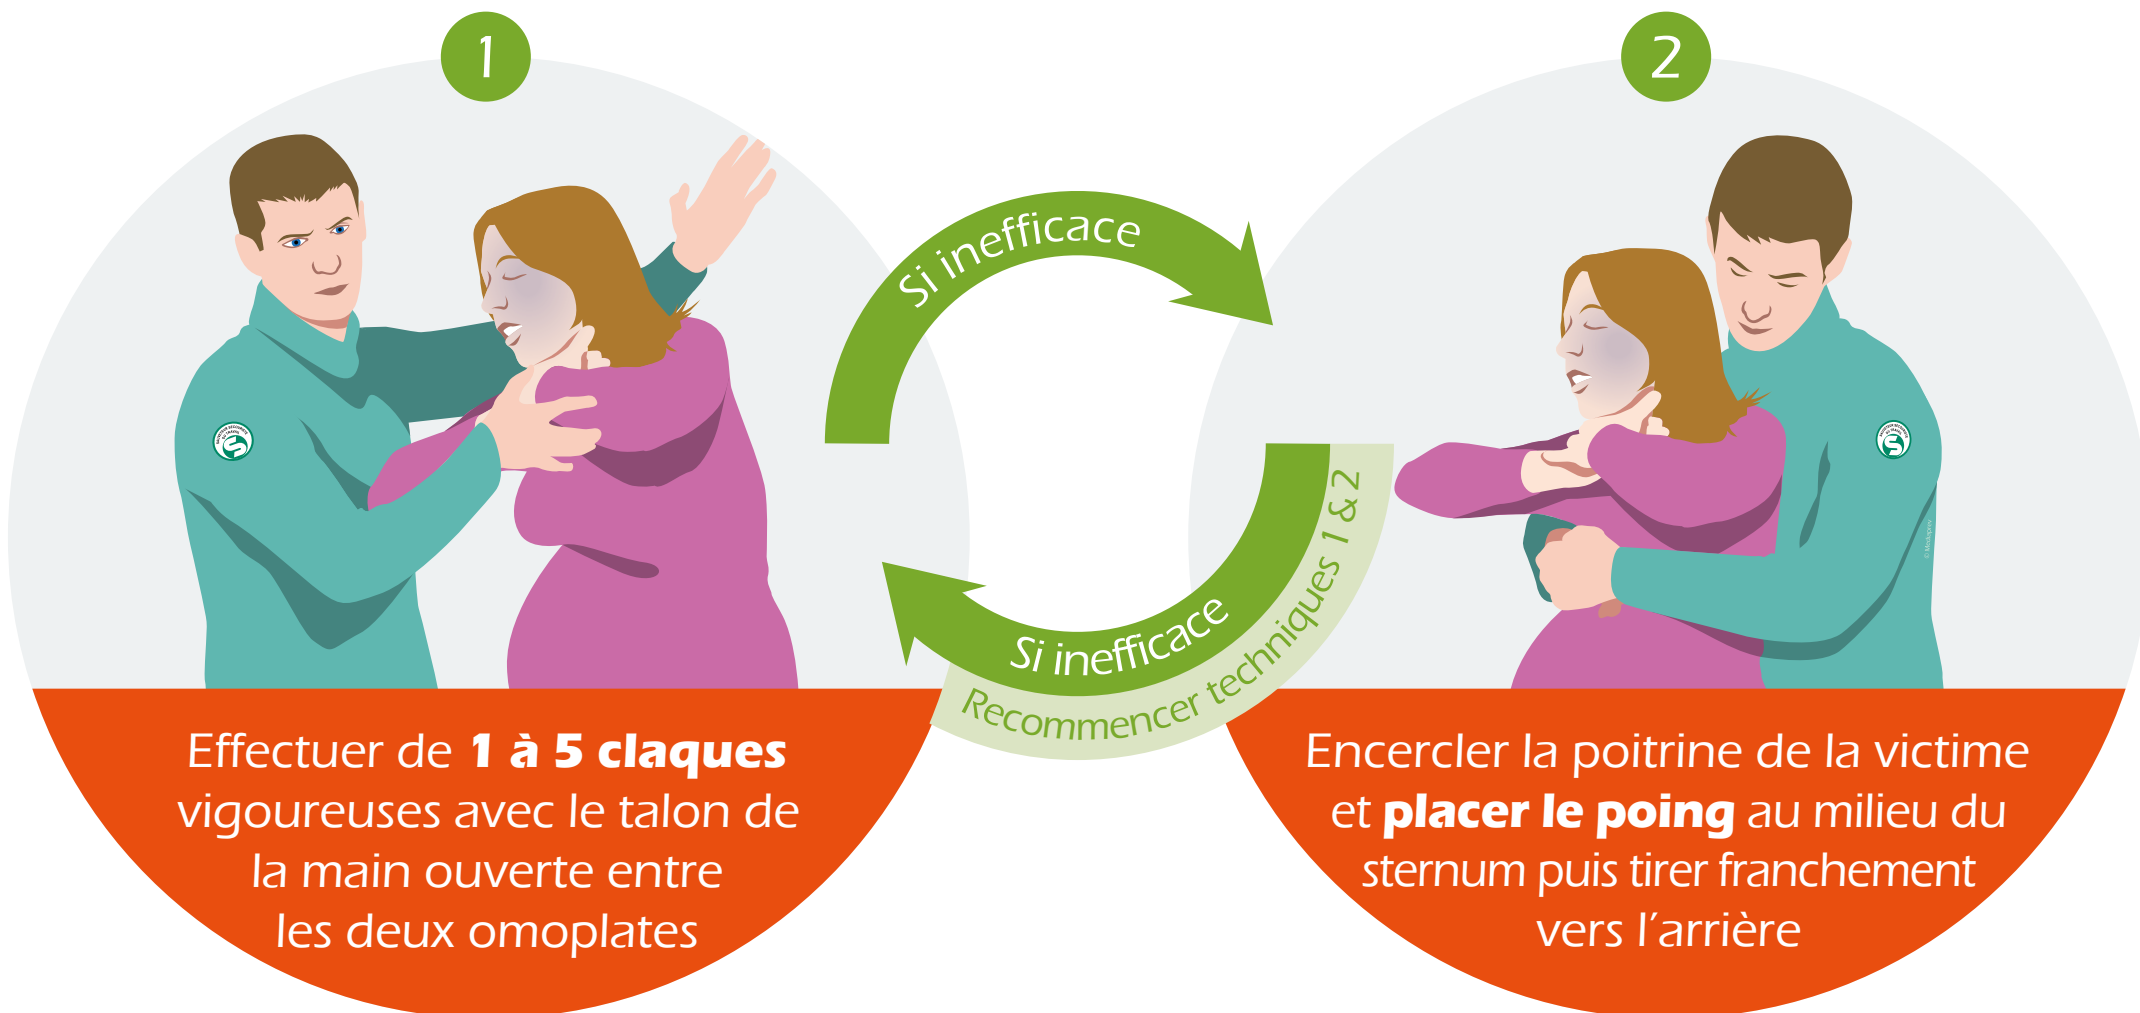 1
Effectuer de 1 à 5 claques
vigoureuses avec le talon de
la main ouverte entre
les deux omoplates
Si inefficace
2
Encercler la poitrine de la victime
et placer le poing au milieu du
sternum puis tirer franchement
vers l'arrière
Si inefficace
Recommencer techniques 1 & 2